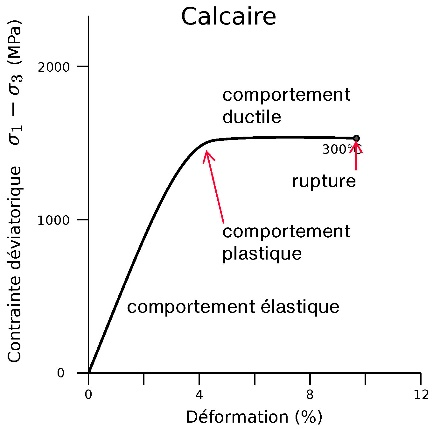 Calcaire
Contrainte déviatorique σ₁ − σ₃ (MPa)
2000
1000
0
comportement
ductile
300°C
rupture
comportement
plastique
comportement élastique
0 4 8 12
Déformation (%)